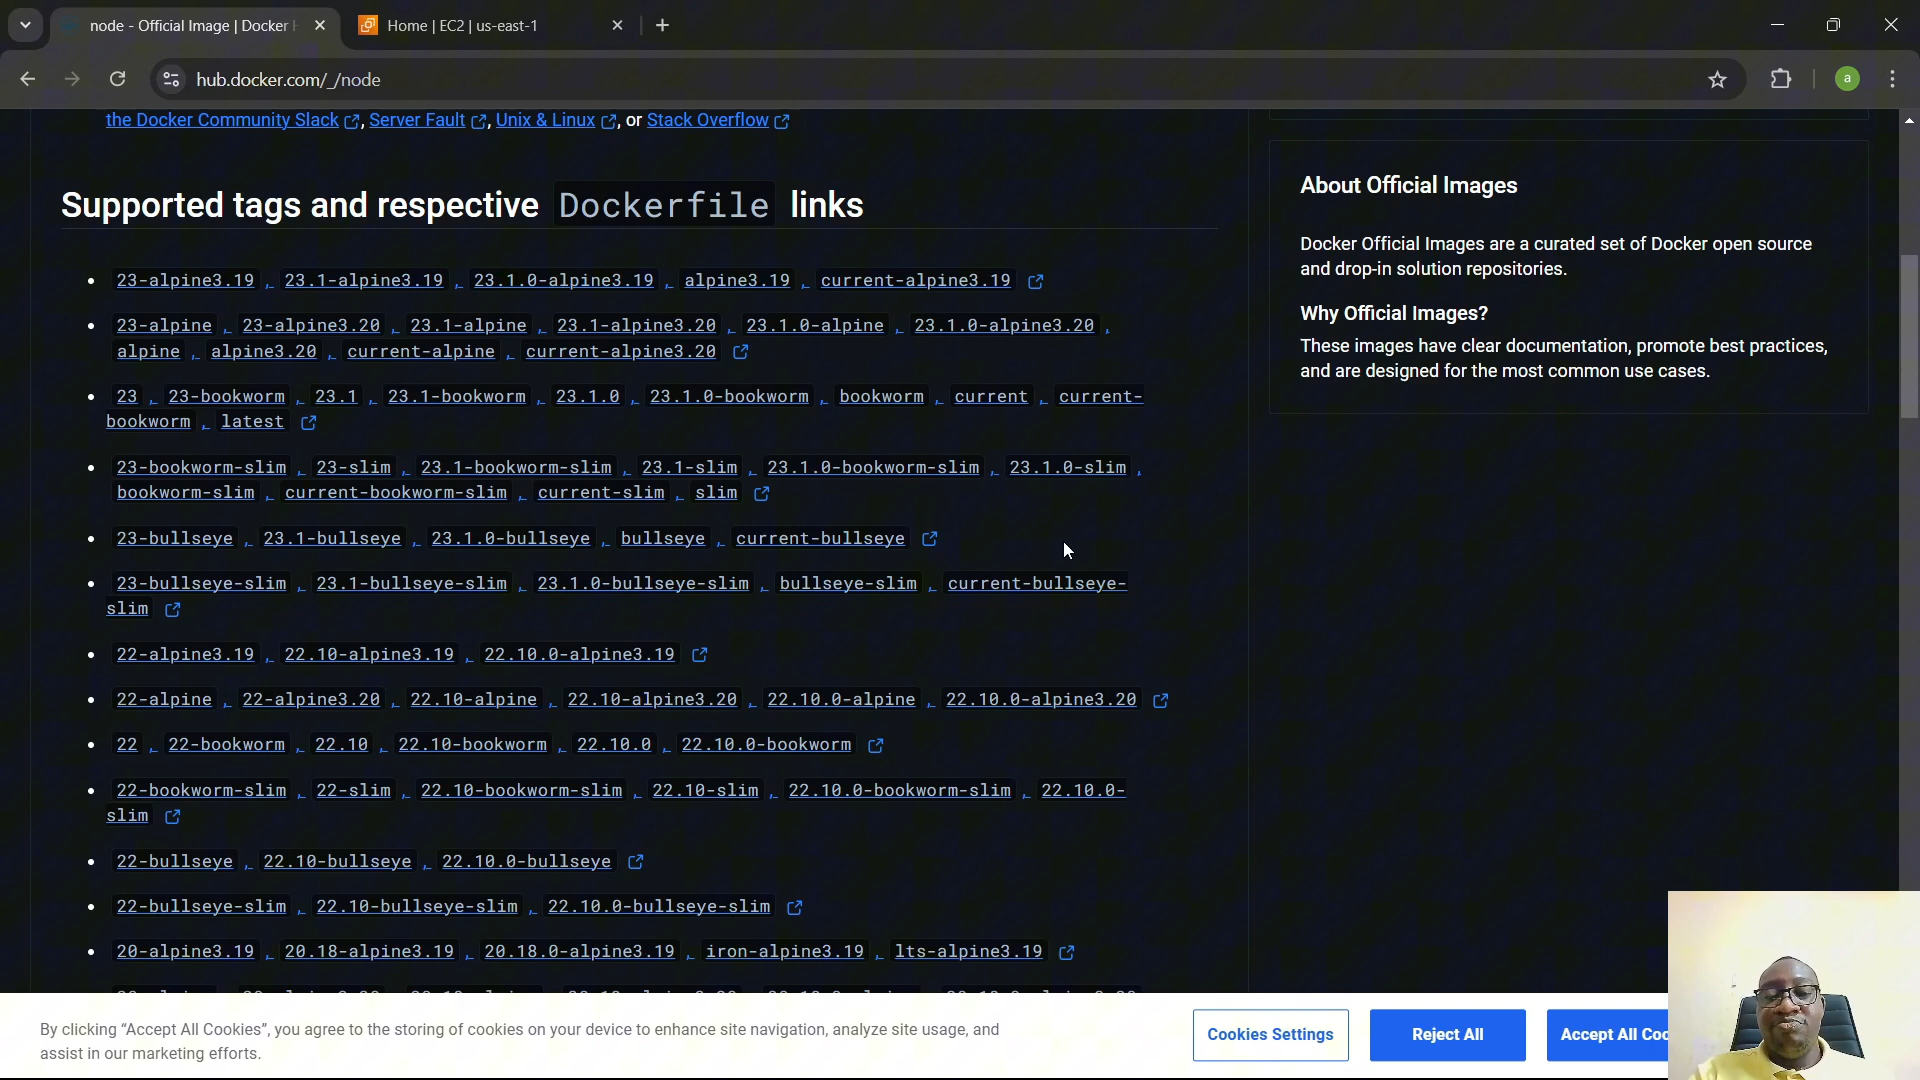 node - Official Image | Docker H
Home | EC2 | us-east-1
hub.docker.com/_/node
a
the Docker Community Slack, Server Fault, Unix & Linux, or Stack Overflow
Supported tags and respective Dockerfile links
23-alpine3.19, 23.1-alpine3.19, 23.1.0-alpine3.19, alpine3.19, current-alpine3.19
23-alpine, 23-alpine3.20, 23.1-alpine, 23.1-alpine3.20, 23.1.0-alpine, 23.1.0-alpine3.20,
alpine, alpine3.20, current-alpine, current-alpine3.20
23, 23-bookworm, 23.1, 23.1-bookworm, 23.1.0, 23.1.0-bookworm, bookworm, current, current-
bookworm, latest
23-bookworm-slim, 23-slim, 23.1-bookworm-slim, 23.1-slim, 23.1.0-bookworm-slim, 23.1.0-slim,
bookworm-slim, current-bookworm-slim, current-slim, slim
23-bullseye, 23.1-bullseye, 23.1.0-bullseye, bullseye, current-bullseye
23-bullseye-slim, 23.1-bullseye-slim, 23.1.0-bullseye-slim, bullseye-slim, current-bullseye-
slim
22-alpine3.19, 22.10-alpine3.19, 22.10.0-alpine3.19
22-alpine, 22-alpine3.20, 22.10-alpine, 22.10-alpine3.20, 22.10.0-alpine, 22.10.0-alpine3.20
22, 22-bookworm, 22.10, 22.10-bookworm, 22.10.0, 22.10.0-bookworm
22-bookworm-slim, 22-slim, 22.10-bookworm-slim, 22.10-slim, 22.10.0-bookworm-slim, 22.10.0-
slim
22-bullseye, 22.10-bullseye, 22.10.0-bullseye
22-bullseye-slim, 22.10-bullseye-slim, 22.10.0-bullseye-slim
20-alpine3.19, 20.18-alpine3.19, 20.18.0-alpine3.19, iron-alpine3.19, lts-alpine3.19
About Official Images
Docker Official Images are a curated set of Docker open source
and drop-in solution repositories.
Why Official Images?
These images have clear documentation, promote best practices,
and are designed for the most common use cases.
By clicking “Accept All Cookies”, you agree to the storing of cookies on your device to enhance site navigation, analyze site usage, and
assist in our marketing efforts.
Cookies Settings
Reject All
Accept All Coo